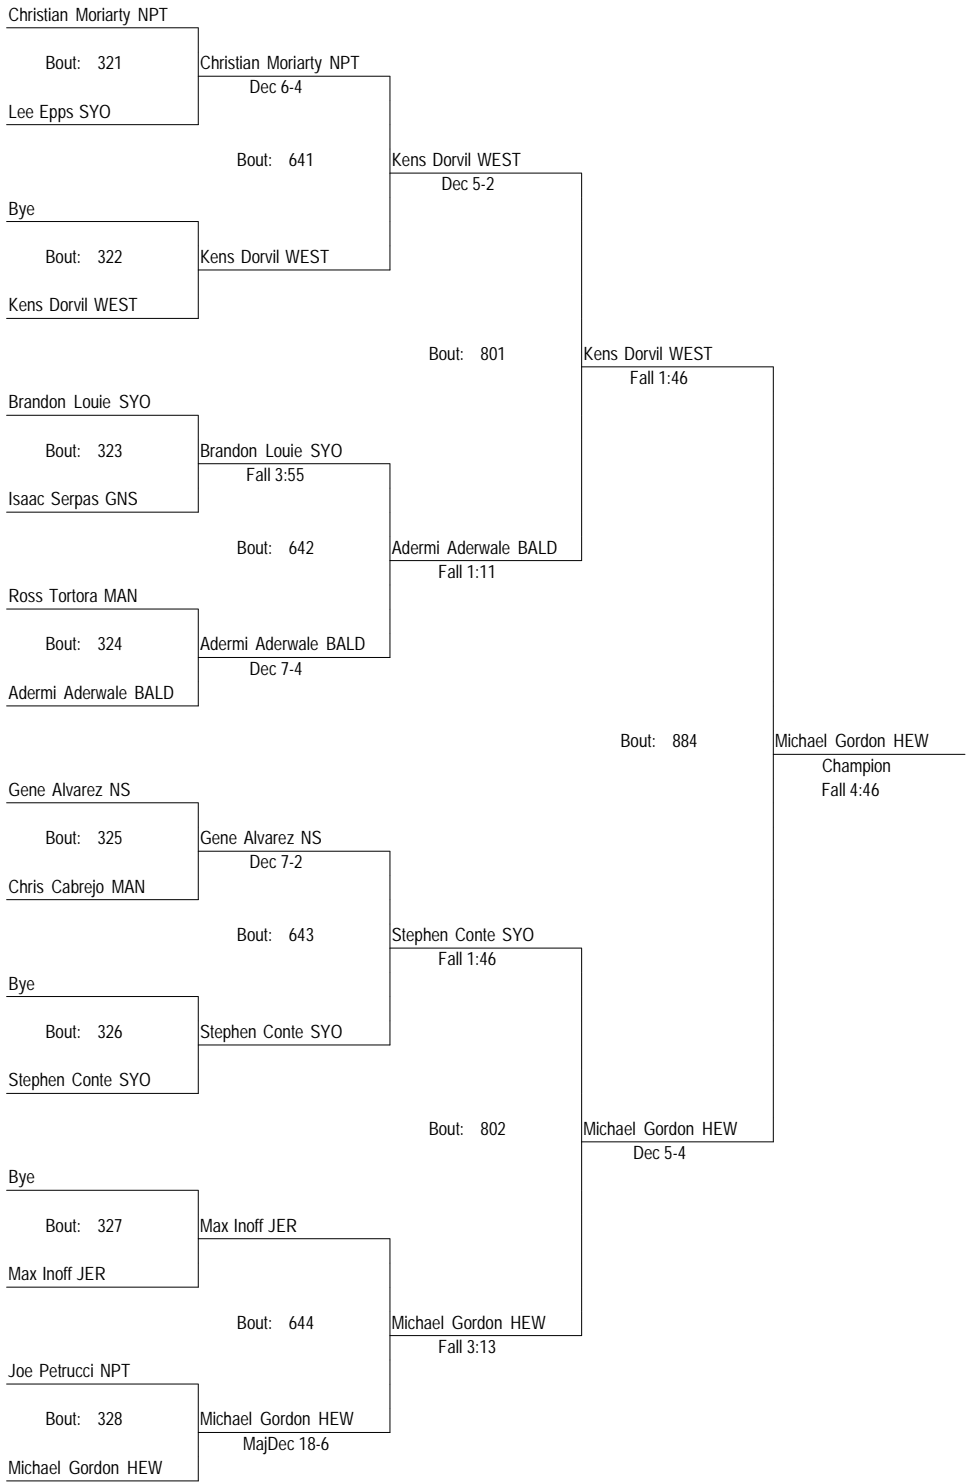 Christian Moriarty NPT
Bout: 321
Christian Moriarty NPT
Dec 6-4
Lee Epps SYO
Bout: 641
Kens Dorvil WEST
Dec 5-2
Bye
Bout: 322
Kens Dorvil WEST
Kens Dorvil WEST
Bout: 801
Kens Dorvil WEST
Fall 1:46
Brandon Louie SYO
Bout: 323
Brandon Louie SYO
Fall 3:55
Isaac Serpas GNS
Bout: 642
Adermi Aderwale BALD
Fall 1:11
Ross Tortora MAN
Bout: 324
Adermi Aderwale BALD
Dec 7-4
Adermi Aderwale BALD
Bout: 884
Michael Gordon HEW
Champion
Fall 4:46
Gene Alvarez NS
Bout: 325
Gene Alvarez NS
Dec 7-2
Chris Cabrejo MAN
Bout: 643
Stephen Conte SYO
Fall 1:46
Bye
Bout: 326
Stephen Conte SYO
Stephen Conte SYO
Bout: 802
Michael Gordon HEW
Dec 5-4
Bye
Bout: 327
Max Inoff JER
Max Inoff JER
Bout: 644
Michael Gordon HEW
Fall 3:13
Joe Petrucci NPT
Bout: 328
Michael Gordon HEW
MajDec 18-6
Michael Gordon HEW